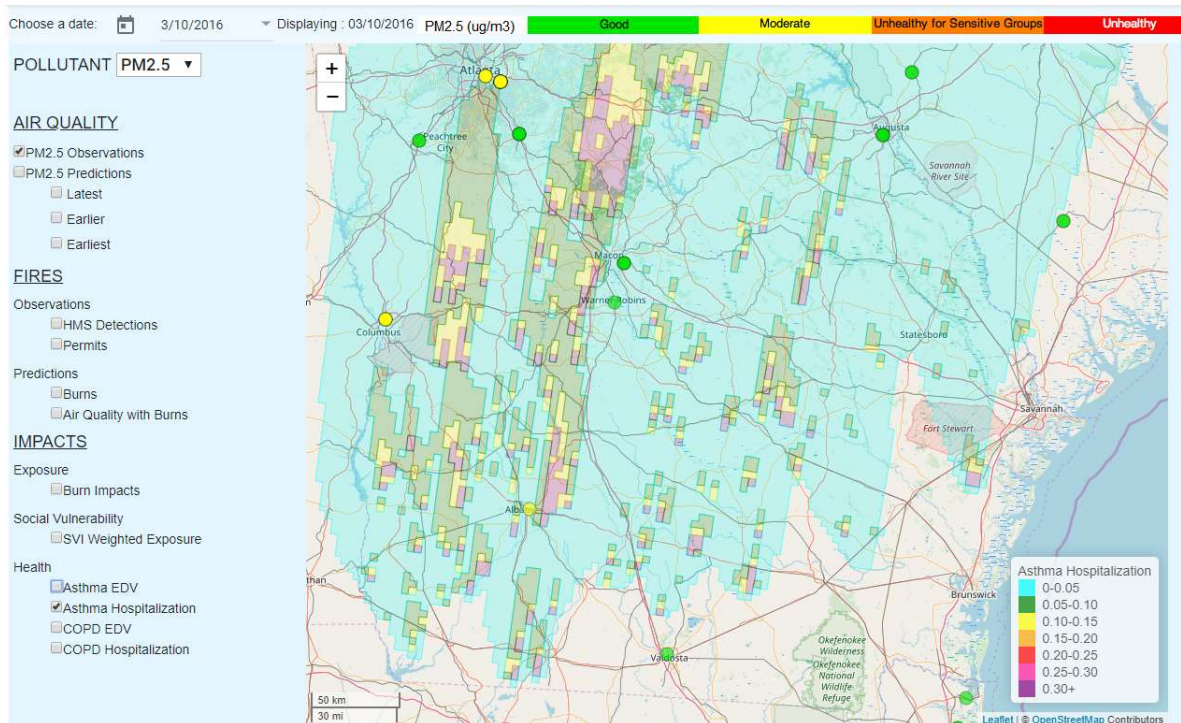 Choose a date: 3/10/2016 Displaying : 03/10/2016 PM2.5 (ug/m3) Good Moderate Unhealthy for Sensitive Groups Unhealthy
POLLUTANT PM2.5 ▼
AIR QUALITY
PM2.5 Observations
PM2.5 Predictions
Latest
Earlier
Earliest
FIRES
Observations
HMS Detections
Permits
Predictions
Burns
Air Quality with Burns
IMPACTS
Exposure
Burn Impacts
Social Vulnerability
SVI Weighted Exposure
Health
Asthma EDV
Asthma Hospitalization
COPD EDV
COPD Hospitalization
+
−
Atlanta
Peachtree
City
Augusta
Savannah
River Site
Macon
Warner Robins
Columbus
Statesboro
Savannah
Fort Stewart
Albany
Brunswick
Valdosta
Okefenokee
Wilderness
Okefenokee
National
Wildlife
Refuge
50 km
30 mi
Asthma Hospitalization
0-0.05
0.05-0.10
0.10-0.15
0.15-0.20
0.20-0.25
0.25-0.30
0.30+
Leaflet | © OpenStreetMap Contributors